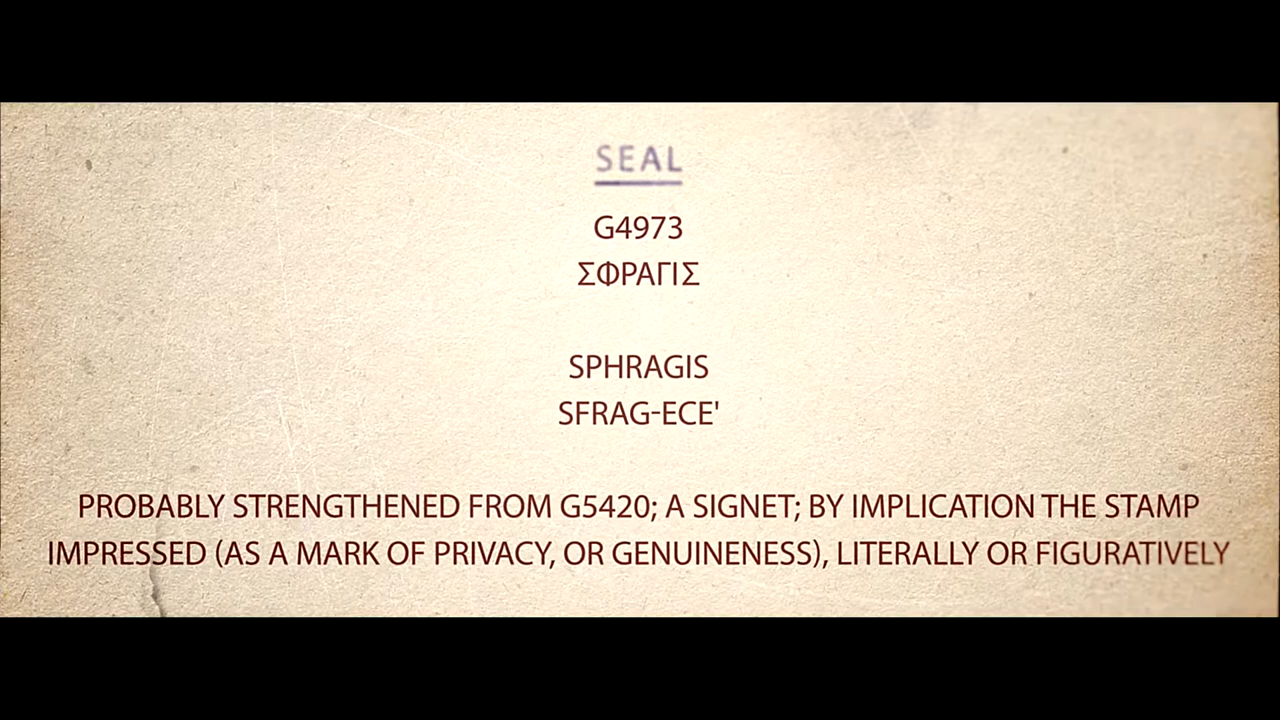 SEAL
G4973
ΣΦΡΑΓΙΣ
SPHRAGIS
SFRAG-ECE'
PROBABLY STRENGTHENED FROM G5420; A SIGNET; BY IMPLICATION THE STAMP
IMPRESSED (AS A MARK OF PRIVACY, OR GENUINENESS), LITERALLY OR FIGURATIVELY